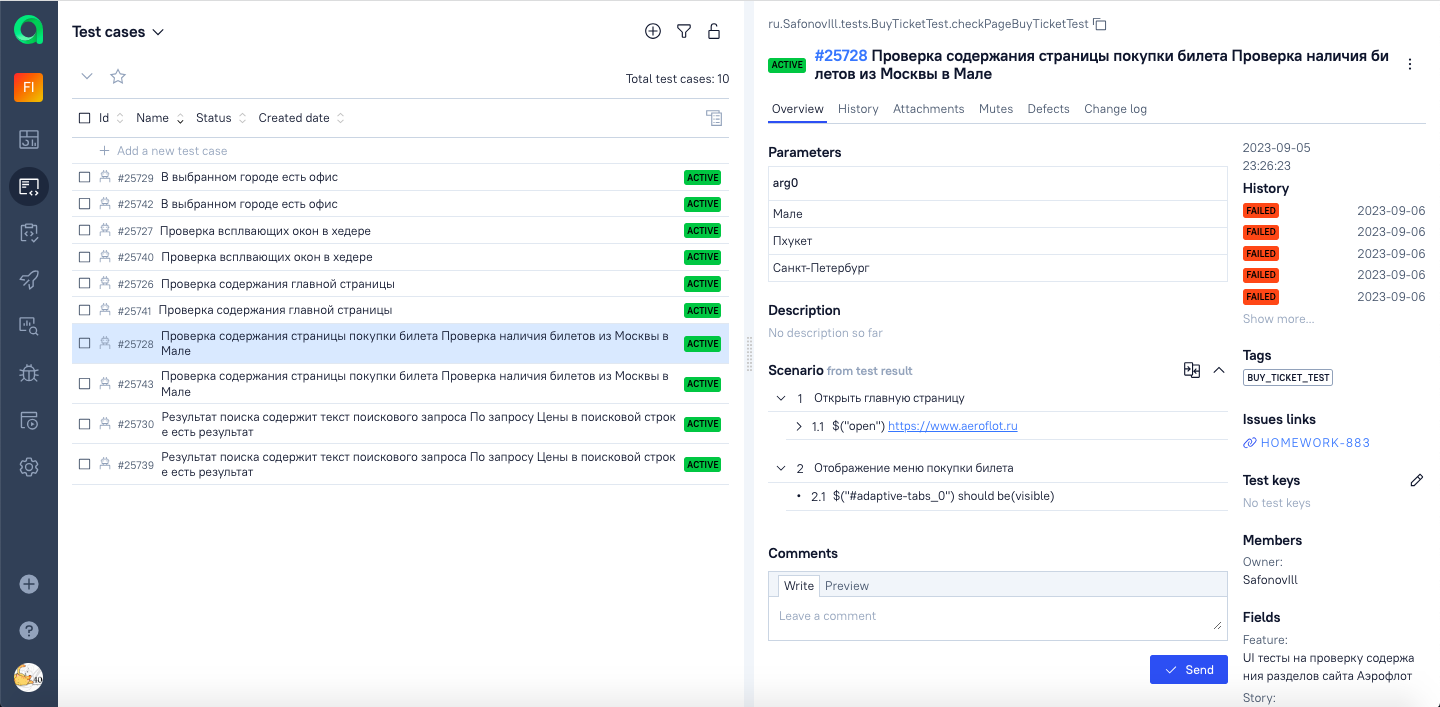 FI
Test cases
Total test cases: 10
Id Name Status Created date
Add a new test case
#25729 В выбранном городе есть офис ACTIVE
#25742 В выбранном городе есть офис ACTIVE
#25727 Проверка всплвающих окон в хедере ACTIVE
#25740 Проверка всплвающих окон в хедере ACTIVE
#25726 Проверка содержания главной страницы ACTIVE
#25741 Проверка содержания главной страницы ACTIVE
#25728 Проверка содержания страницы покупки билета Проверка наличия билетов из Москвы в
Мале ACTIVE
#25743 Проверка содержания страницы покупки билета Проверка наличия билетов из Москвы в
Мале ACTIVE
#25730 Результат поиска содержит текст поискового запроса По запросу Цены в поисковой строк
е есть результат ACTIVE
#25739 Результат поиска содержит текст поискового запроса По запросу Цены в поисковой строк
е есть результат ACTIVE
ru.SafonovIll.tests.BuyTicketTest.checkPageBuyTicketTest
ACTIVE #25728 Проверка содержания страницы покупки билета Проверка наличия би
летов из Москвы в Мале
Overview History Attachments Mutes Defects Change log
Parameters
arg0
Мале
Пхукет
Санкт-Петербург
Description
No description so far
Scenario from test result
1 Открыть главную страницу
1.1 $("open") https://www.aeroflot.ru
2 Отображение меню покупки билета
2.1 $("#adaptive-tabs_0") should be(visible)
Comments
Write Preview
Leave a comment
Send
2023-09-05
23:26:23
History
FAILED 2023-09-06
FAILED 2023-09-06
FAILED 2023-09-06
FAILED 2023-09-06
FAILED 2023-09-06
Show more...
Tags
BUY_TICKET_TEST
Issues links
HOMEWORK-883
Test keys
No test keys
Members
Owner:
SafonovIll
Fields
Feature:
UI тесты на проверку содержа
ния разделов сайта Аэрофлот
Story: